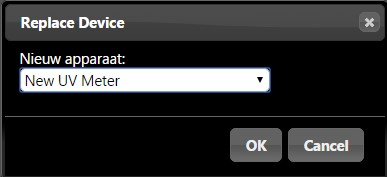 Replace Device
Nieuw apparaat:
New UV Meter
OK
Cancel